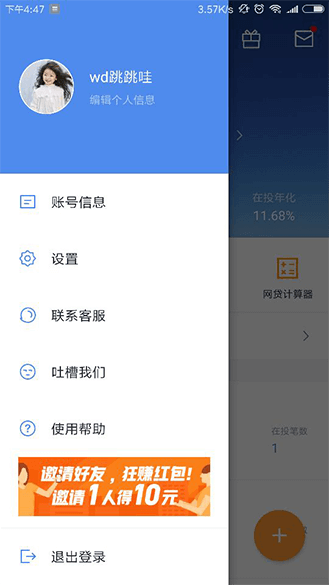 下午4:47
3.57K/s
wd跳跳哇
编辑个人信息
在投年化
11.68%
账号信息
设置
网贷计算器
联系客服
吐槽我们
使用帮助
在投笔数
1
邀请好友，狂赚红包!
邀请1人得10元
退出登录